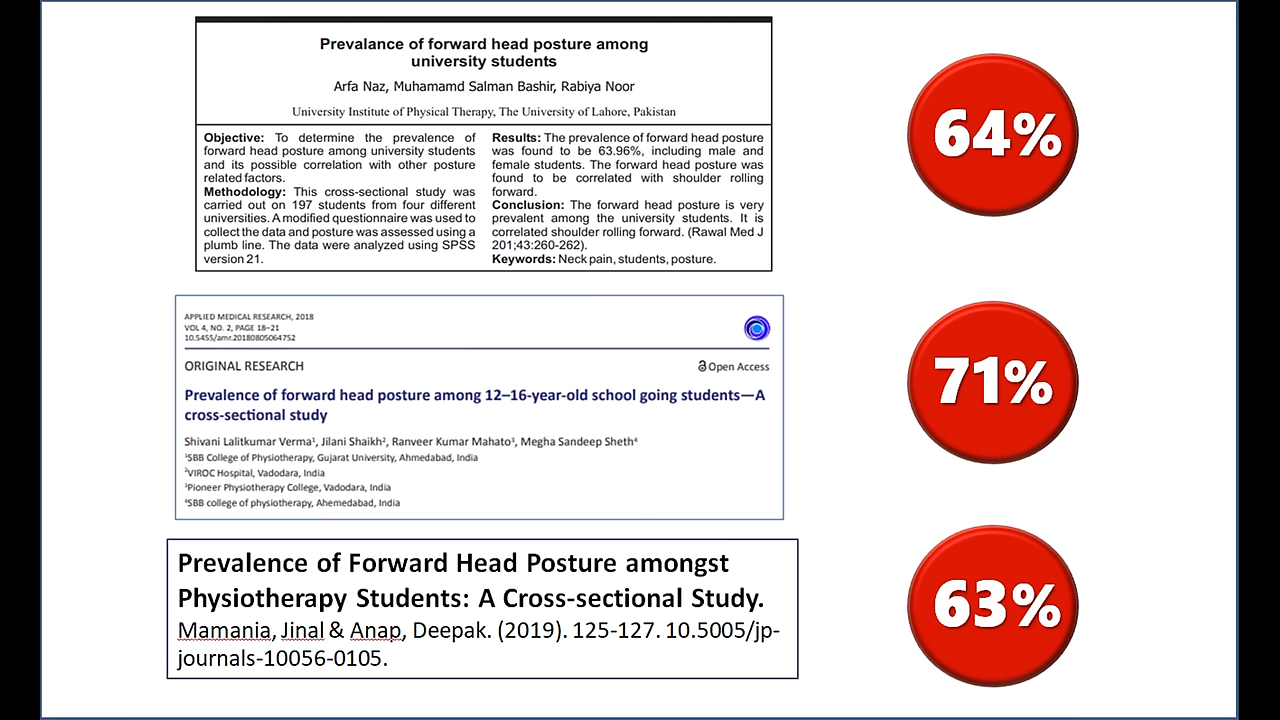 Prevalance of forward head posture among
university students
Arfa Naz, Muhamamd Salman Bashir, Rabiya Noor
University Institute of Physical Therapy, The University of Lahore, Pakistan
Objective: To determine the prevalence of
forward head posture among university students
and its possible correlation with other posture
related factors.
Methodology: This cross-sectional study was
carried out on 197 students from four different
universities. A modified questionnaire was used to
collect the data and posture was assessed using a
plumb line. The data were analyzed using SPSS
version 21.
Results: The prevalence of forward head posture
was found to be 63.96%, including male and
female students. The forward head posture was
found to be correlated with shoulder rolling
forward.
Conclusion: The forward head posture is very
prevalent among the university students. It is
correlated shoulder rolling forward. (Rawal Med J
201;43:260-262).
Keywords: Neck pain, students, posture.
64%
APPLIED MEDICAL RESEARCH, 2018
VOL 4, NO. 2, PAGE 18–21
10.5455/amr.20180805064752
ORIGINAL RESEARCH
Open Access
Prevalence of forward head posture among 12–16-year-old school going students—A
cross-sectional study
Shivani Lalitkumar Verma¹, Jilani Shaikh², Ranveer Kumar Mahato³, Megha Sandeep Sheth⁴
¹SBB College of Physiotherapy, Gujarat University, Ahmedabad, India
²VIROC Hospital, Vadodara, India
³Pioneer Physiotherapy College, Vadodara, India
⁴SBB college of physiotherapy, Ahemedabad, India
71%
Prevalence of Forward Head Posture amongst
Physiotherapy Students: A Cross-sectional Study.
Mamania, Jinal & Anap, Deepak. (2019). 125-127. 10.5005/jp-
journals-10056-0105.
63%